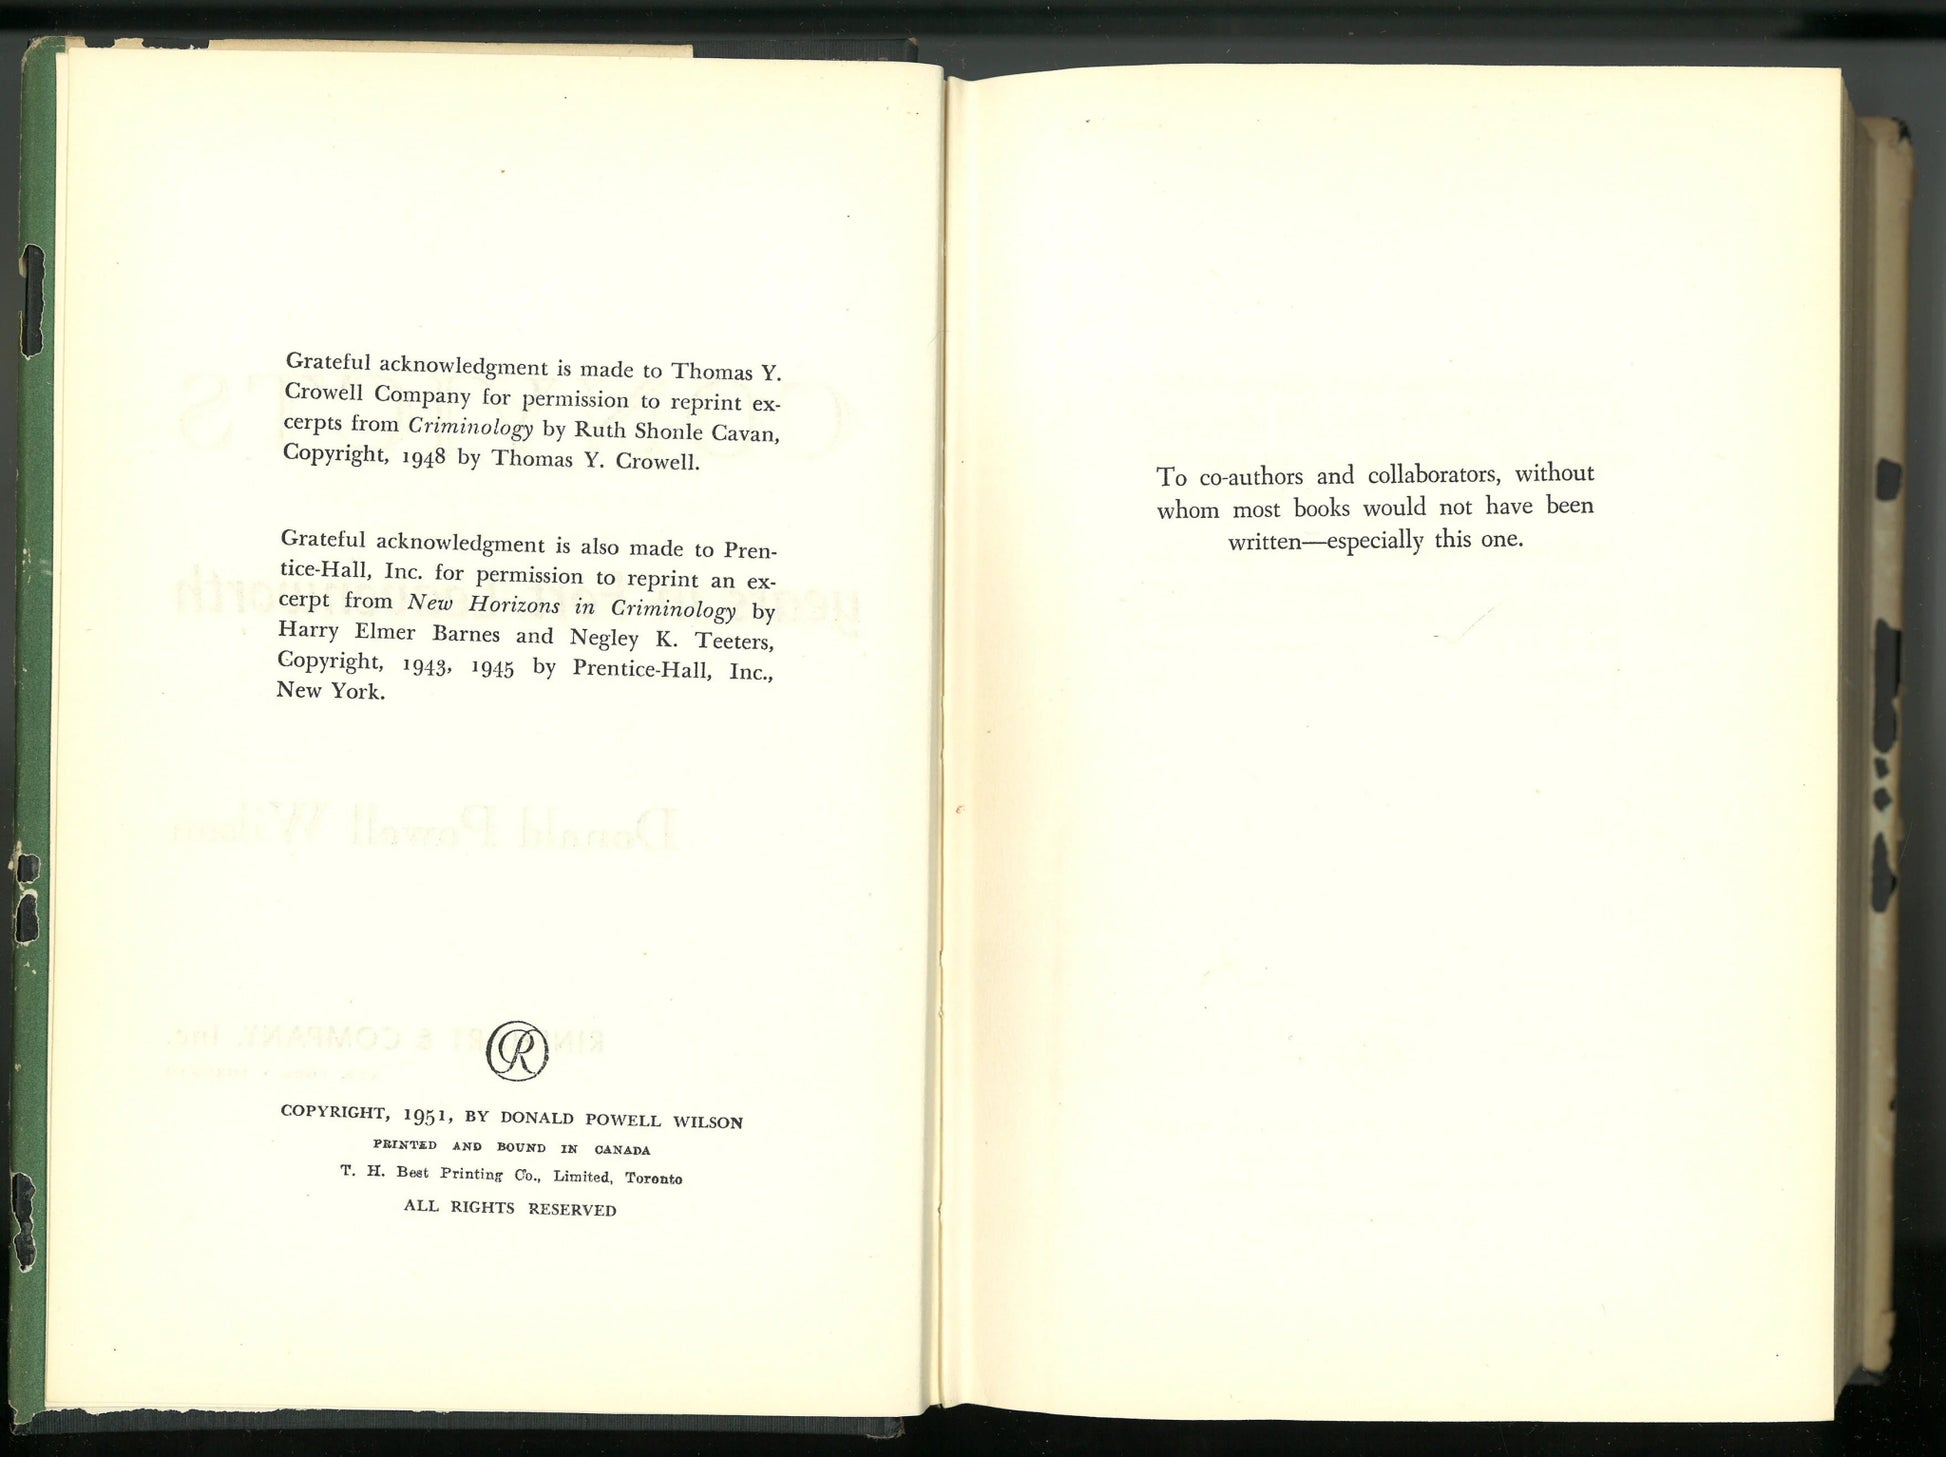 Grateful acknowledgment is made to Thomas Y.
Crowell Company for permission to reprint ex-
cerpts from Criminology by Ruth Shonle Cavan,
Copyright, 1948 by Thomas Y. Crowell.
Grateful acknowledgment is also made to Pren-
tice-Hall, Inc. for permission to reprint an ex-
cerpt from New Horizons in Criminology by
Harry Elmer Barnes and Negley K. Teeters,
Copyright, 1943, 1945 by Prentice-Hall, Inc.,
New York.
R
COPYRIGHT, 1951, BY DONALD POWELL WILSON
PRINTED AND BOUND IN CANADA
T. H. Best Printing Co., Limited, Toronto
ALL RIGHTS RESERVED
To co-authors and collaborators, without
whom most books would not have been
written—especially this one.